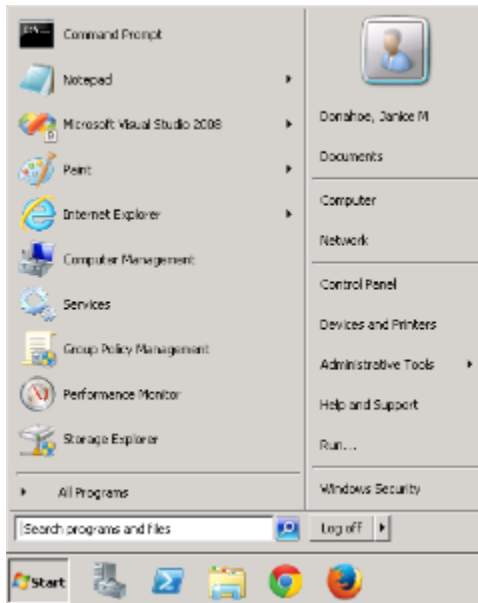 Command Prompt
Notepad
Microsoft Visual Studio 2008
Paint
Internet Explorer
Computer Management
Services
Group Policy Management
Performance Monitor
Storage Explorer
All Programs
Search programs and files
Donahoe, Janice M
Documents
Computer
Network
Control Panel
Devices and Printers
Administrative Tools
Help and Support
Run...
Windows Security
Log off
Start